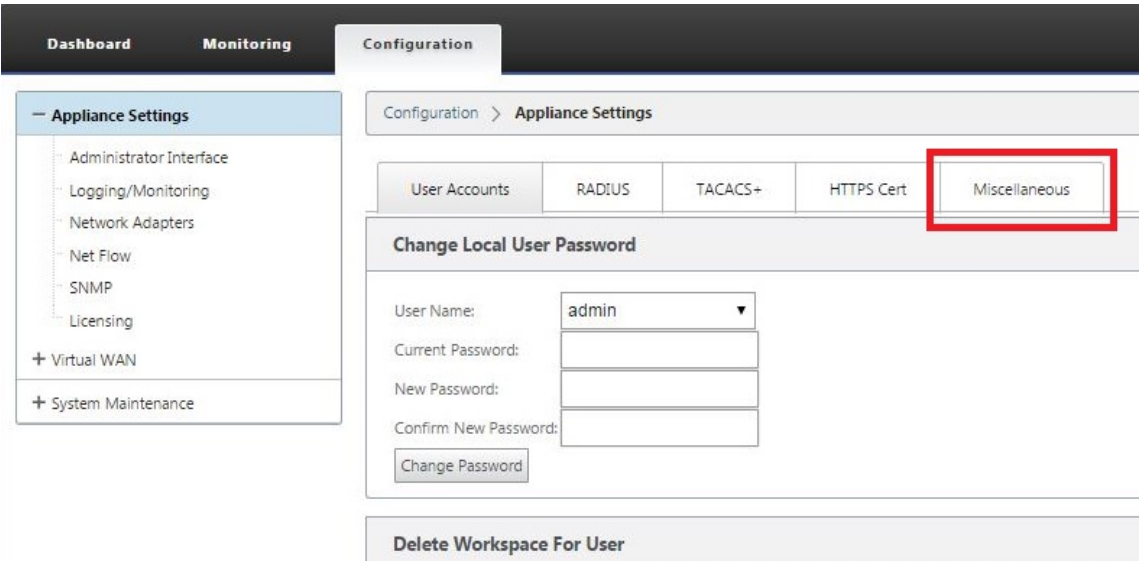 Dashboard Monitoring Configuration
− Appliance Settings
Administrator Interface
Logging/Monitoring
Network Adapters
Net Flow
SNMP
Licensing
+ Virtual WAN
+ System Maintenance
Configuration > Appliance Settings
User Accounts RADIUS TACACS+ HTTPS Cert Miscellaneous
Change Local User Password
User Name: admin
Current Password:
New Password:
Confirm New Password:
Change Password
Delete Workspace For User